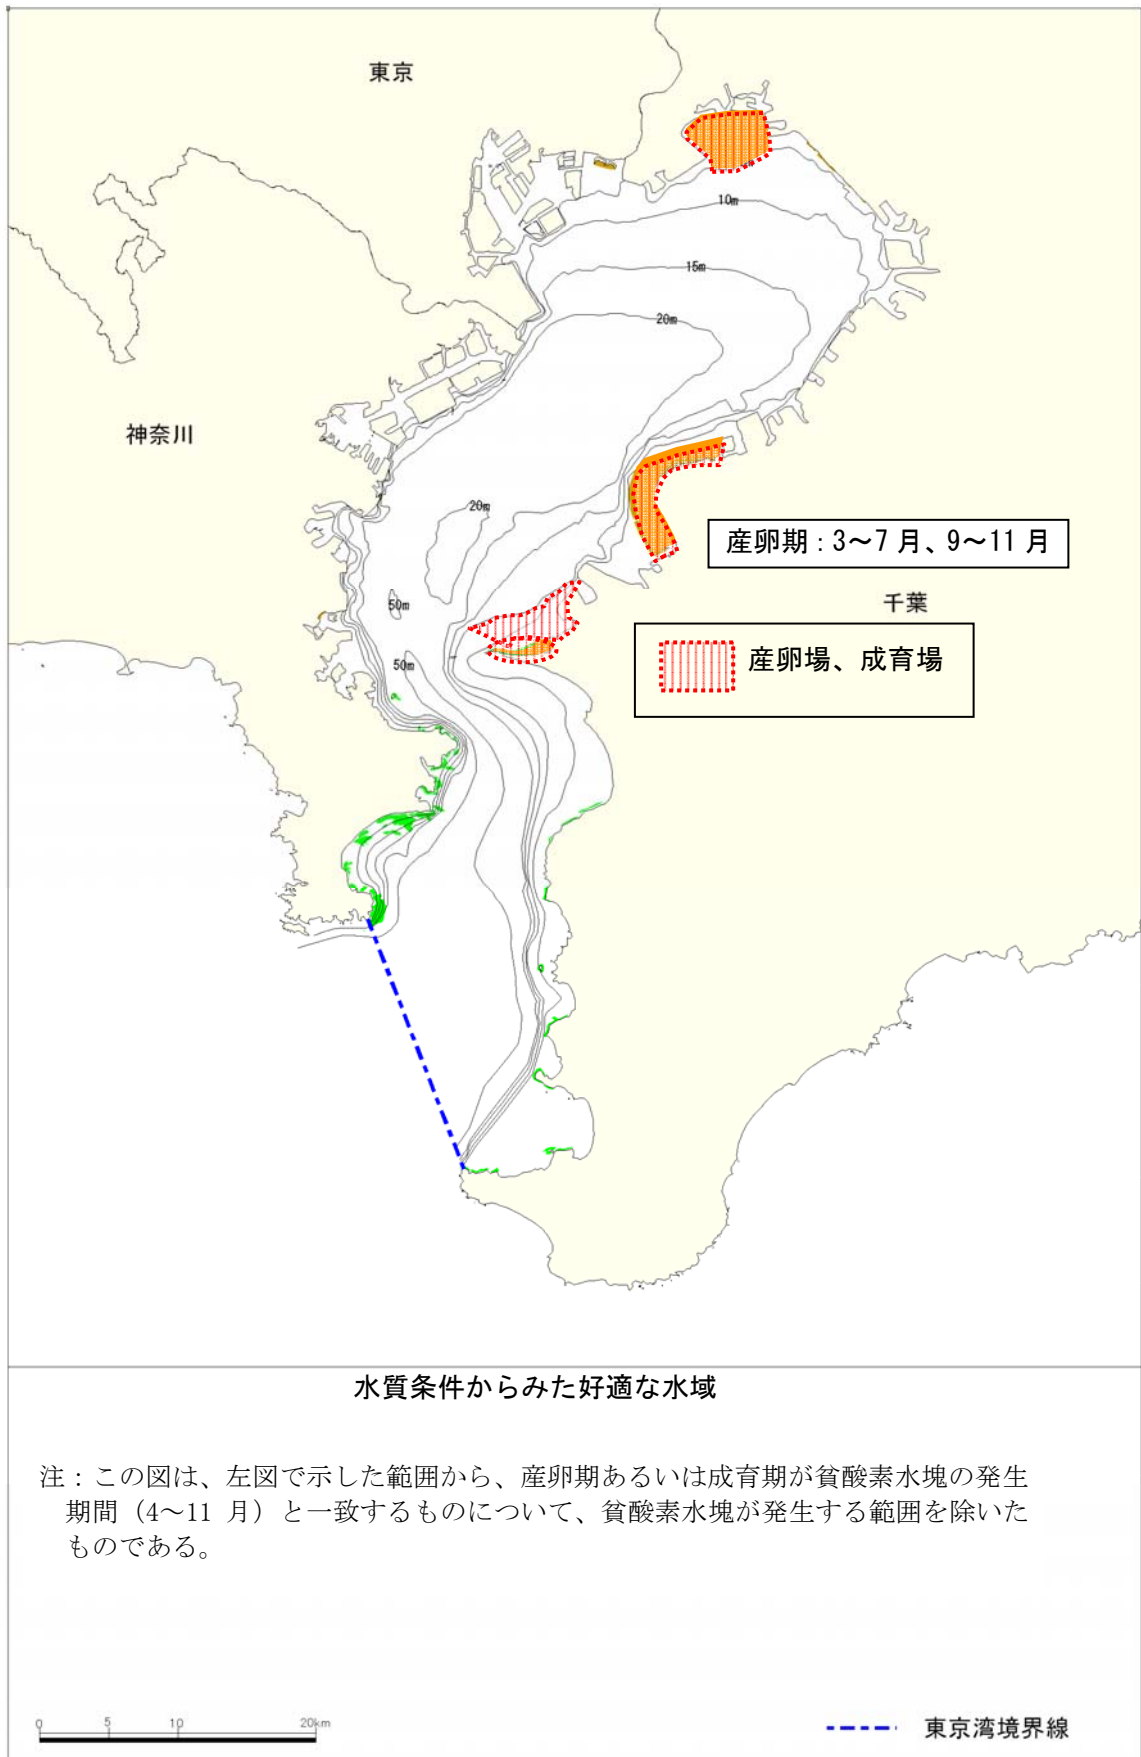 東京
10m
15m
20m
神奈川
20m
産卵期：3～7 月、9～11 月
千葉
50m
産卵場、成育場
50m
水質条件からみた好適な水域
注：この図は、左図で示した範囲から、産卵期あるいは成育期が貧酸素水塊の発生
期間（4～11 月）と一致するものについて、貧酸素水塊が発生する範囲を除いた
ものである。
0 5 10 20km
東京湾境界線